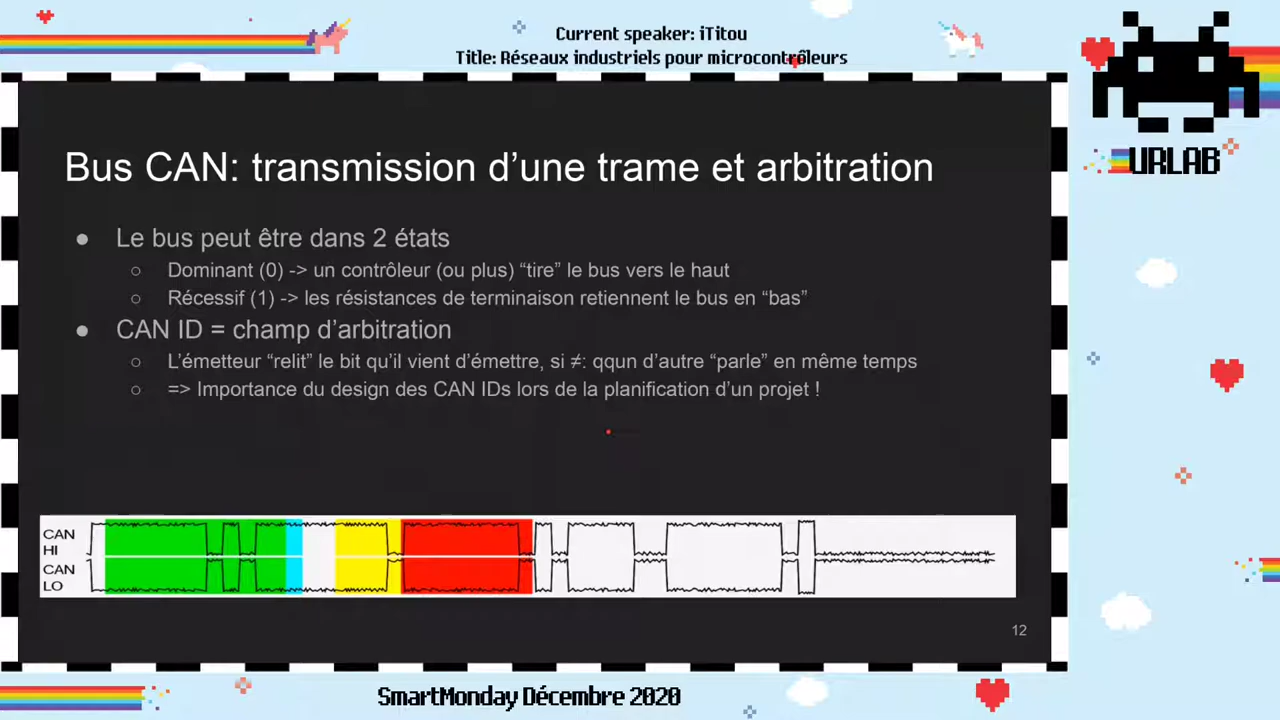 Current speaker: iTitou
Title: Réseaux industriels pour microcontrôleurs
URLAB
Bus CAN: transmission d’une trame et arbitration
● Le bus peut être dans 2 états
○ Dominant (0) -> un contrôleur (ou plus) “tire” le bus vers le haut
○ Récessif (1) -> les résistances de terminaison retiennent le bus en “bas”
● CAN ID = champ d’arbitration
○ L’émetteur “relit” le bit qu’il vient d’émettre, si ≠: qqun d’autre “parle” en même temps
○ => Importance du design des CAN IDs lors de la planification d’un projet !
CAN
HI
CAN
LO
12
SmartMonday Décembre 2020